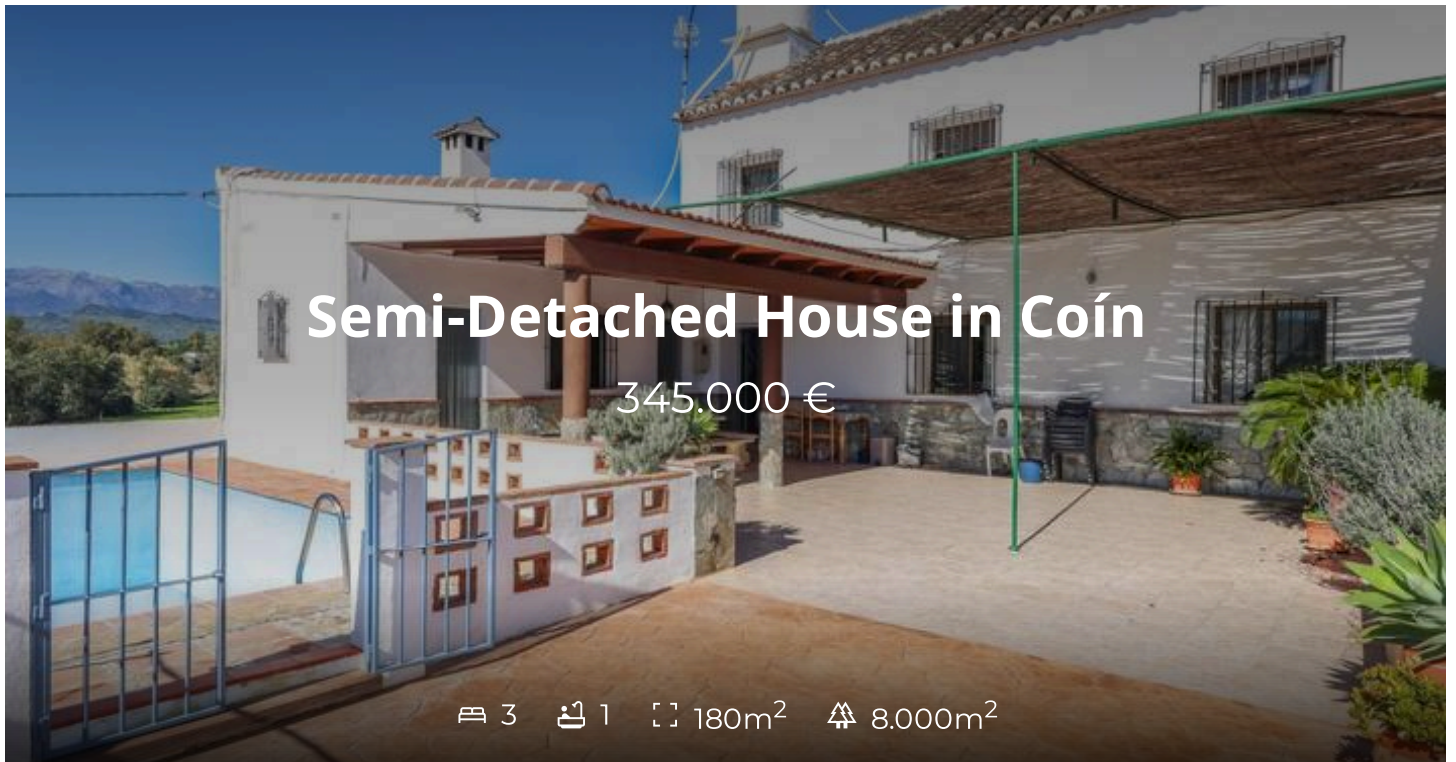 Semi-Detached House in Coín
345.000 €
3 1 180m² 8.000m²